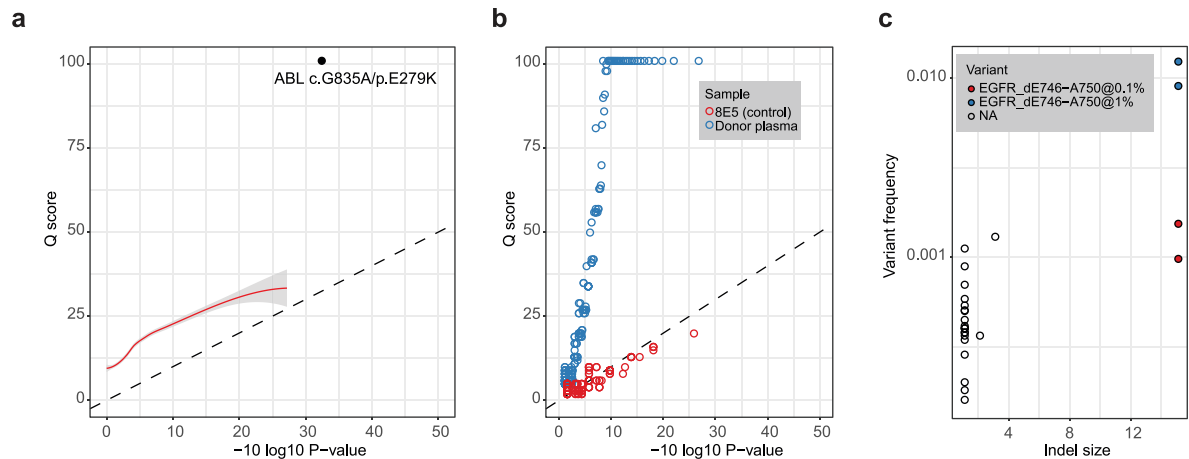 a
100
75
50
25
0
Q score
ABL c.G835A/p.E279K
0 10 20 30 40 50
−10 log10 P-value
b
100
75
50
25
0
Q score
Sample
8E5 (control)
Donor plasma
0 10 20 30 40 50
−10 log10 P-value
c
0.010
0.001
Variant frequency
Variant
EGFR_dE746−A750@0.1%
EGFR_dE746−A750@1%
NA
4 8 12
Indel size